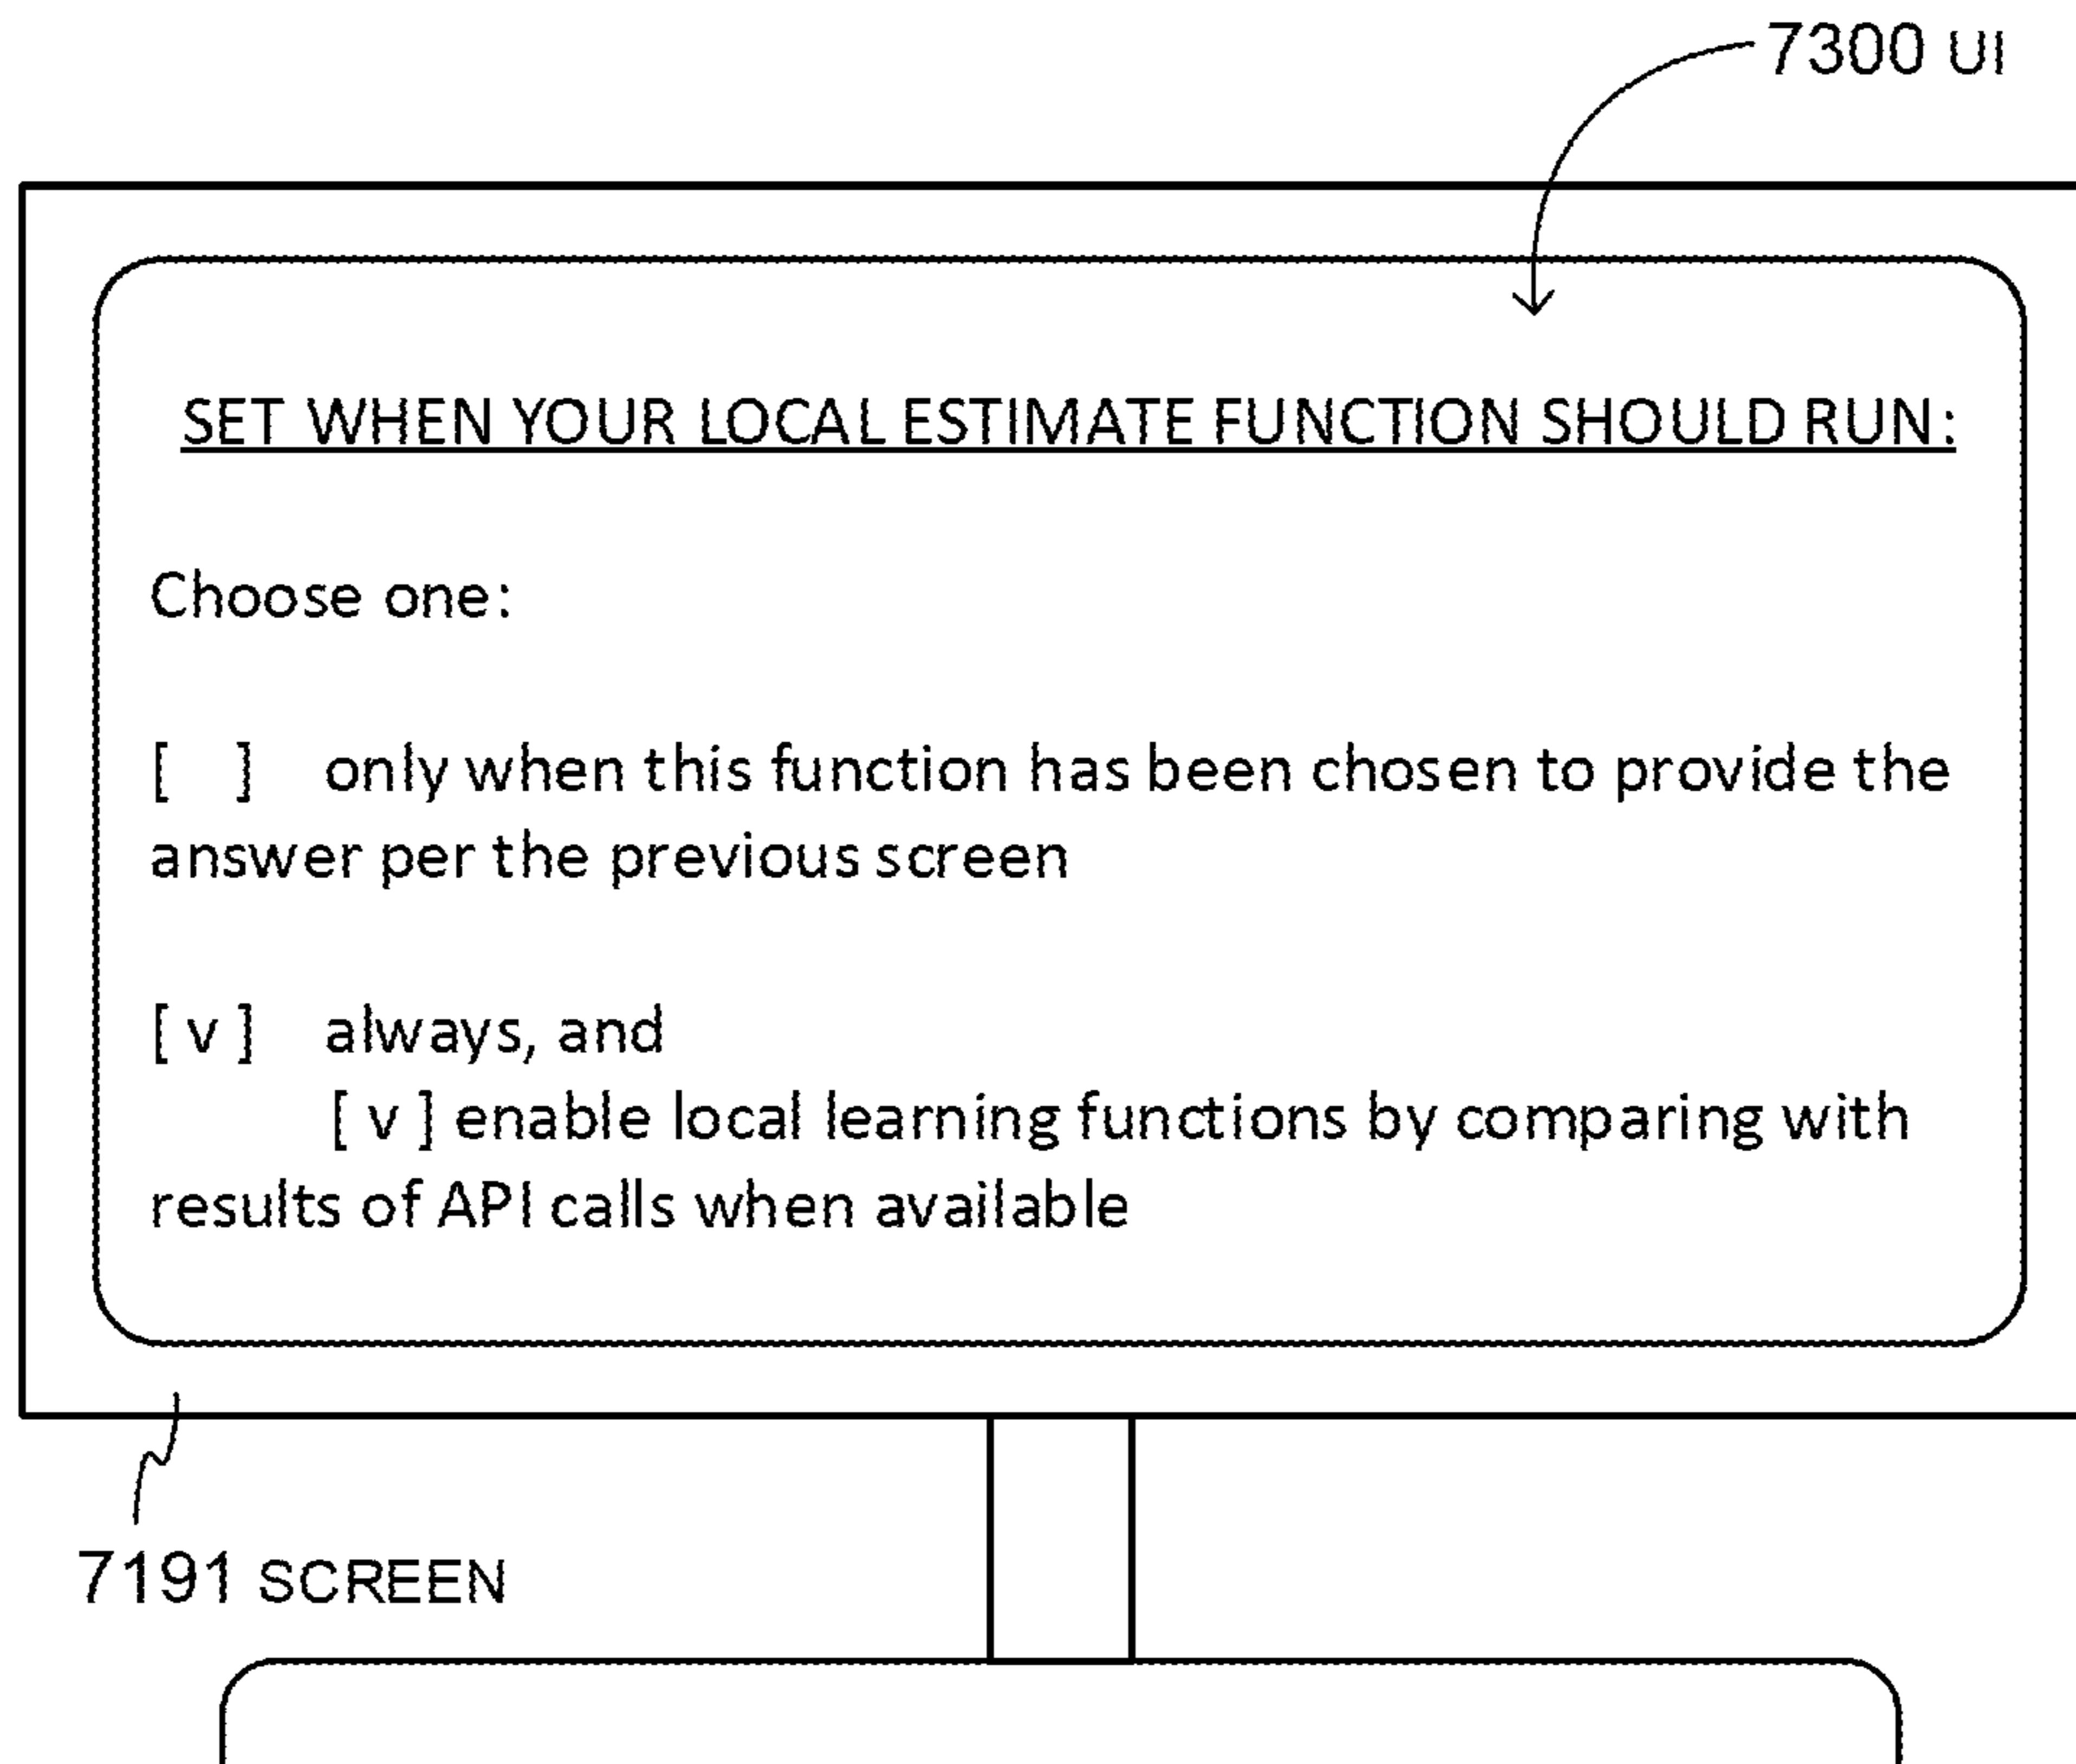 7300 UI
SET WHEN YOUR LOCAL ESTIMATE FUNCTION SHOULD RUN:
Choose one:
[ ] only when this function has been chosen to provide the
answer per the previous screen
[ v ] always, and
[ v ] enable local learning functions by comparing with
results of API calls when available
7191 SCREEN